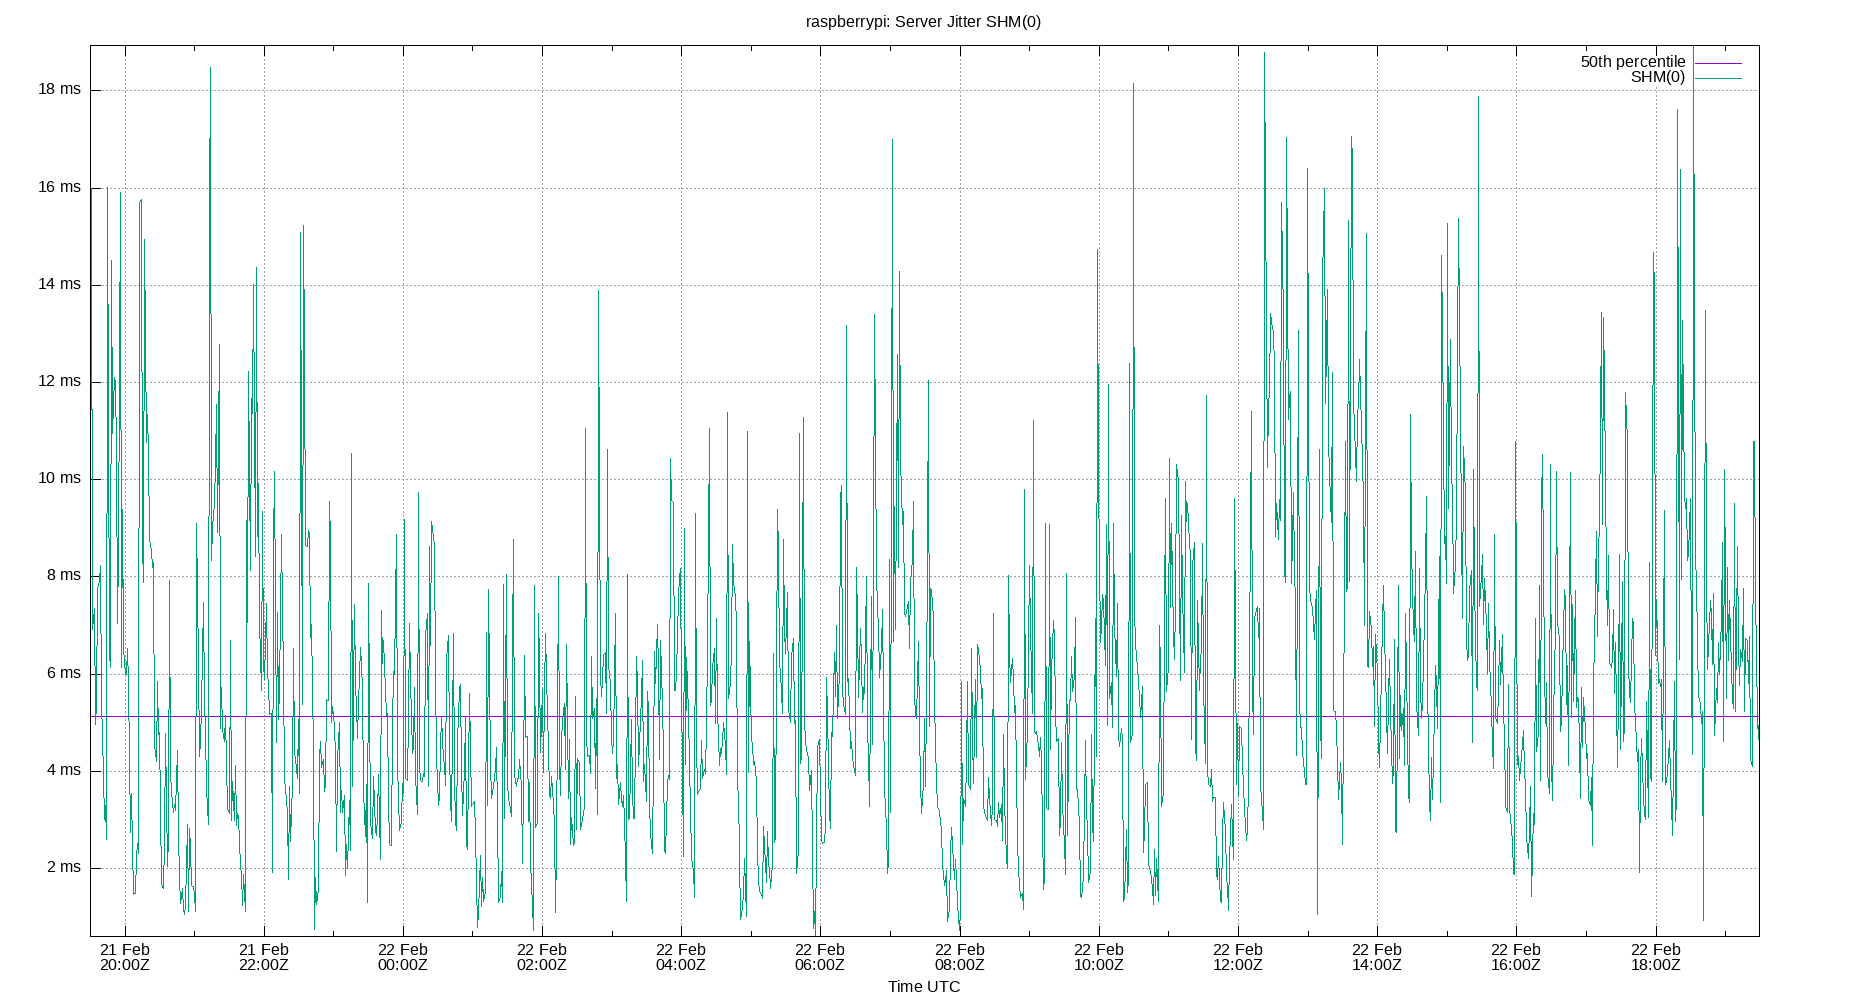 raspberrypi: Server Jitter SHM(0)
50th percentile
SHM(0)
18 ms
16 ms
14 ms
12 ms
10 ms
8 ms
6 ms
4 ms
2 ms
21 Feb 21 Feb 22 Feb 22 Feb 22 Feb 22 Feb 22 Feb 22 Feb 22 Feb 22 Feb 22 Feb 22 Feb
20:00Z 22:00Z 00:00Z 02:00Z 04:00Z 06:00Z 08:00Z 10:00Z 12:00Z 14:00Z 16:00Z 18:00Z
Time UTC